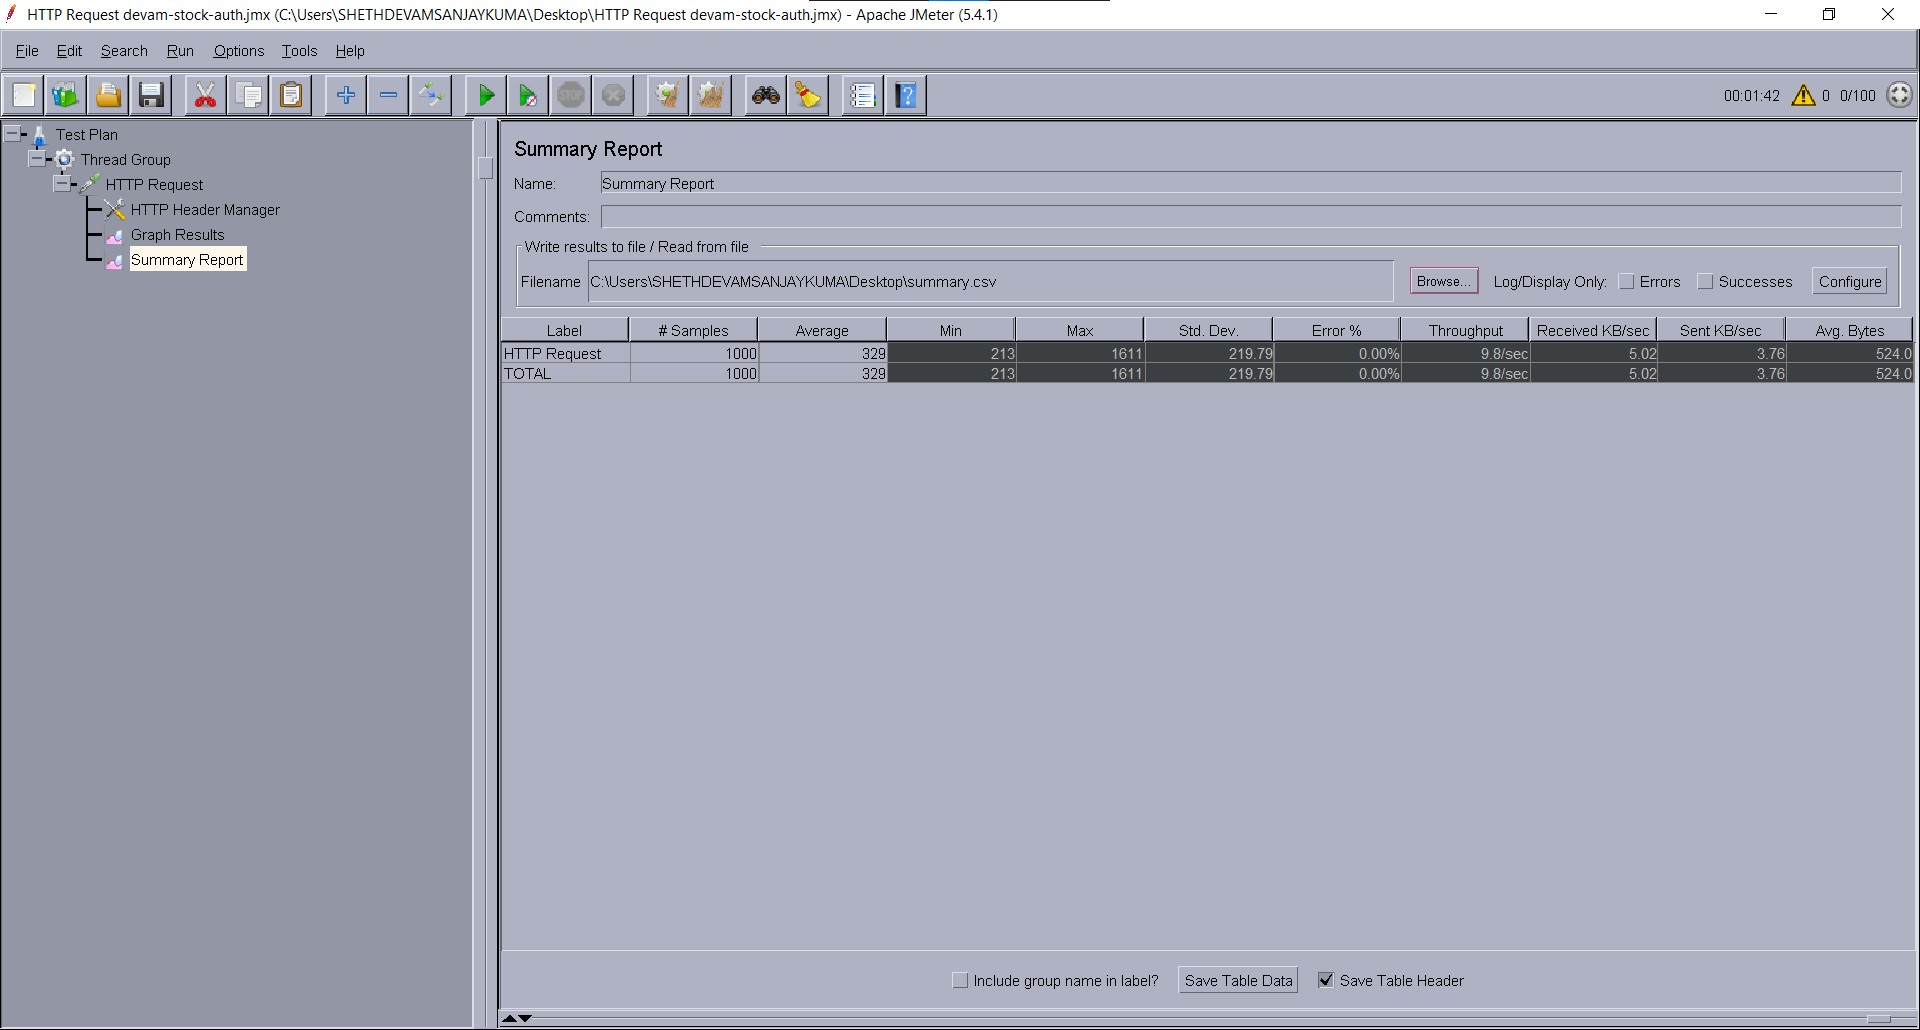 HTTP Request devam-stock-auth.jmx (C:\Users\SHETHDEVAMSANJAYKUMA\Desktop\HTTP Request devam-stock-auth.jmx) - Apache JMeter (5.4.1)
File Edit Search Run Options Tools Help
STOP ? 00:01:42 0 0/100
Test Plan
Thread Group
HTTP Request
HTTP Header Manager
Graph Results
Summary Report
Summary Report
Name: Summary Report
Comments:
Write results to file / Read from file
Filename C:\Users\SHETHDEVAMSANJAYKUMA\Desktop\summary.csv Browse... Log/Display Only: Errors Successes Configure
Label # Samples Average Min Max Std. Dev. Error % Throughput Received KB/sec Sent KB/sec Avg. Bytes
HTTP Request 1000 329 213 1611 219.79 0.00% 9.8/sec 5.02 3.76 524.0
TOTAL 1000 329 213 1611 219.79 0.00% 9.8/sec 5.02 3.76 524.0
Include group name in label? Save Table Data Save Table Header